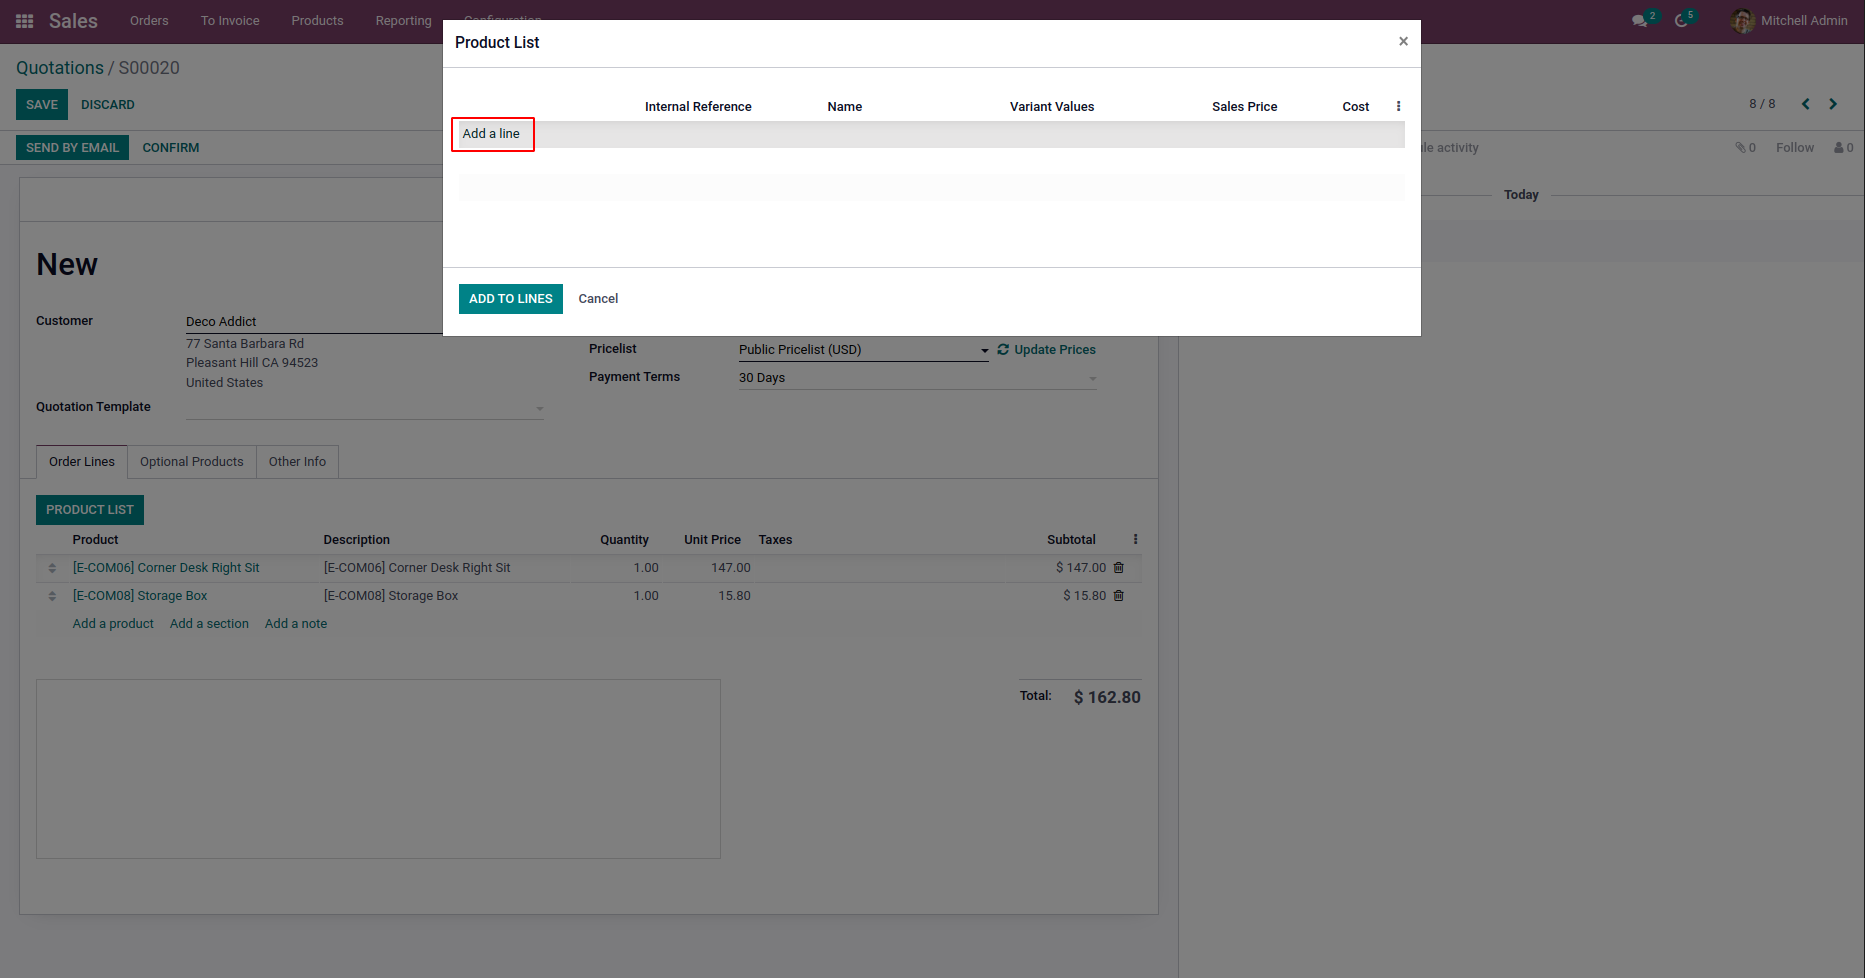 Sales Orders To Invoice Products Reporting Configuration 2 5 Mitchell Admin
Product List ×
Quotations / S00020
SAVE DISCARD
8 / 8
Internal Reference Name Variant Values Sales Price Cost
Add a line
SEND BY EMAIL CONFIRM
activity 0 Follow 0
Today
New
ADD TO LINES Cancel
Customer Deco Addict
77 Santa Barbara Rd
Pleasant Hill CA 94523
United States
Pricelist Public Pricelist (USD) Update Prices
Payment Terms 30 Days
Quotation Template
Order Lines Optional Products Other Info
PRODUCT LIST
Product Description Quantity Unit Price Taxes Subtotal
[E-COM06] Corner Desk Right Sit [E-COM06] Corner Desk Right Sit 1.00 147.00 $ 147.00
[E-COM08] Storage Box [E-COM08] Storage Box 1.00 15.80 $ 15.80
Add a product Add a section Add a note
Total: $ 162.80